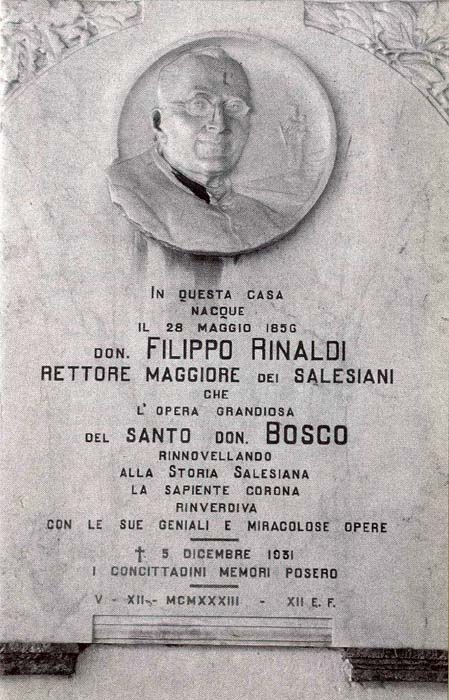 IN QUESTA CASA
NACQUE
IL 28 MAGGIO 1856
DON. FILIPPO RINALDI
RETTORE MAGGIORE DEI SALESIANI
CHE
L'OPERA GRANDIOSA
DEL SANTO DON. BOSCO
RINNOVELLANDO
ALLA STORIA SALESIANA
LA SAPIENTE CORONA
RINVERDIVA
CON LE SUE GENIALI E MIRACOLOSE OPERE
† 5 DICEMBRE 1931
I CONCITTADINI MEMORI POSERO
V - XII - MCMXXXIII - XII E. F.